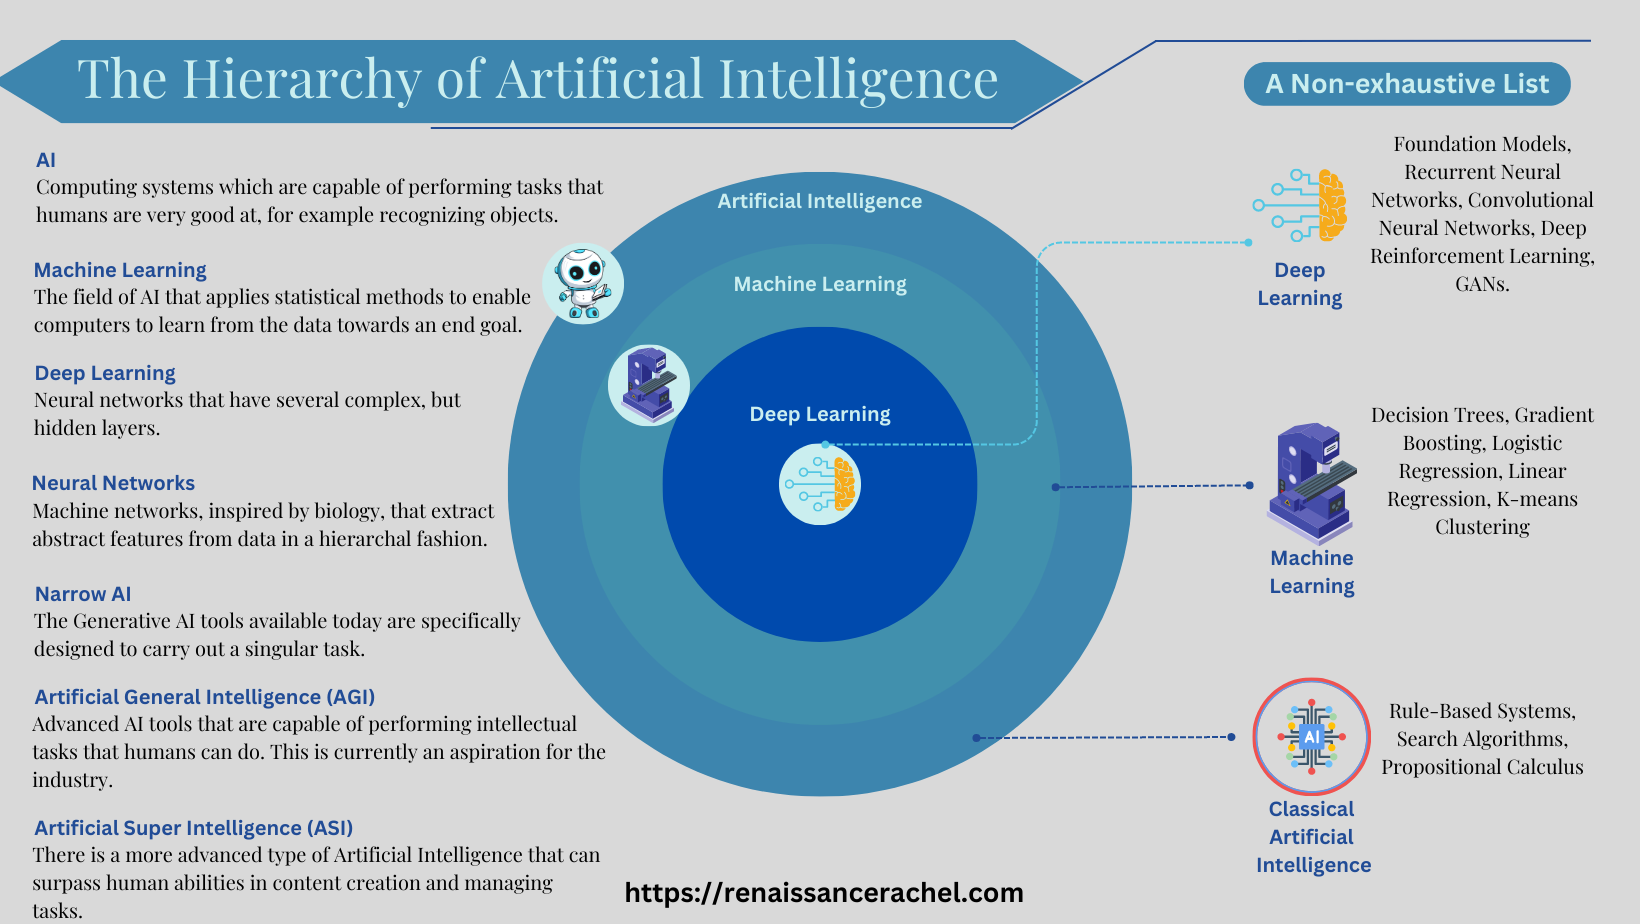 The Hierarchy of Artificial Intelligence
A Non-exhaustive List
AI
Computing systems which are capable of performing tasks that
humans are very good at, for example recognizing objects.
Machine Learning
The field of AI that applies statistical methods to enable
computers to learn from the data towards an end goal.
Deep Learning
Neural networks that have several complex, but
hidden layers.
Neural Networks
Machine networks, inspired by biology, that extract
abstract features from data in a hierarchal fashion.
Narrow AI
The Generative AI tools available today are specifically
designed to carry out a singular task.
Artificial General Intelligence (AGI)
Advanced AI tools that are capable of performing intellectual
tasks that humans can do. This is currently an aspiration for the
industry.
Artificial Super Intelligence (ASI)
There is a more advanced type of Artificial Intelligence that can
surpass human abilities in content creation and managing
tasks.
Artificial Intelligence
Machine Learning
Deep Learning
Deep
Learning
Foundation Models,
Recurrent Neural
Networks, Convolutional
Neural Networks, Deep
Reinforcement Learning,
GANs.
Machine
Learning
Decision Trees, Gradient
Boosting, Logistic
Regression, Linear
Regression, K-means
Clustering
AI
Classical
Artificial
Intelligence
Rule-Based Systems,
Search Algorithms,
Propositional Calculus
https://renaissancerachel.com